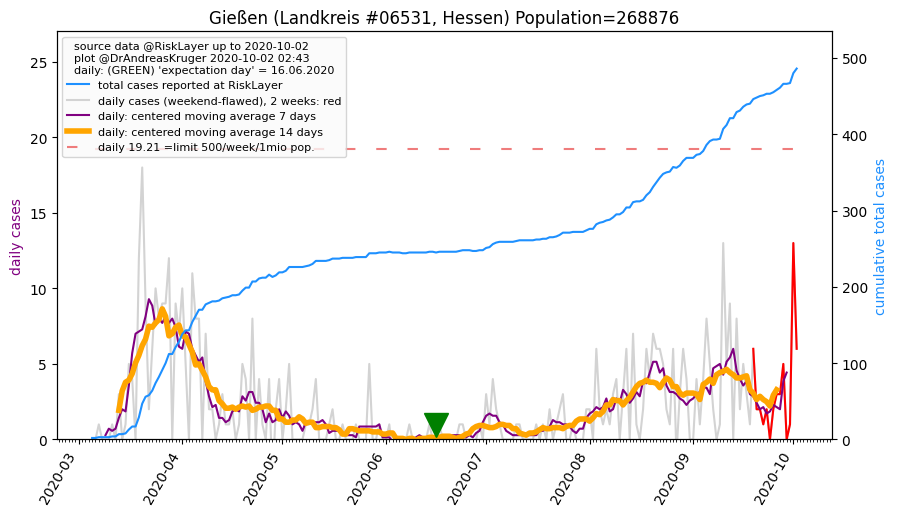 Gießen (Landkreis #06531, Hessen) Population=268876
source data @RiskLayer up to 2020-10-02
plot @DrAndreasKruger 2020-10-02 02:43
daily: (GREEN) 'expectation day' = 16.06.2020
total cases reported at RiskLayer
daily cases (weekend-flawed), 2 weeks: red
daily: centered moving average 7 days
daily: centered moving average 14 days
daily 19.21 =limit 500/week/1mio pop.
daily cases
25
20
15
10
5
0
cumulative total cases
500
400
300
200
100
0
2020-03
2020-04
2020-05
2020-06
2020-07
2020-08
2020-09
2020-10